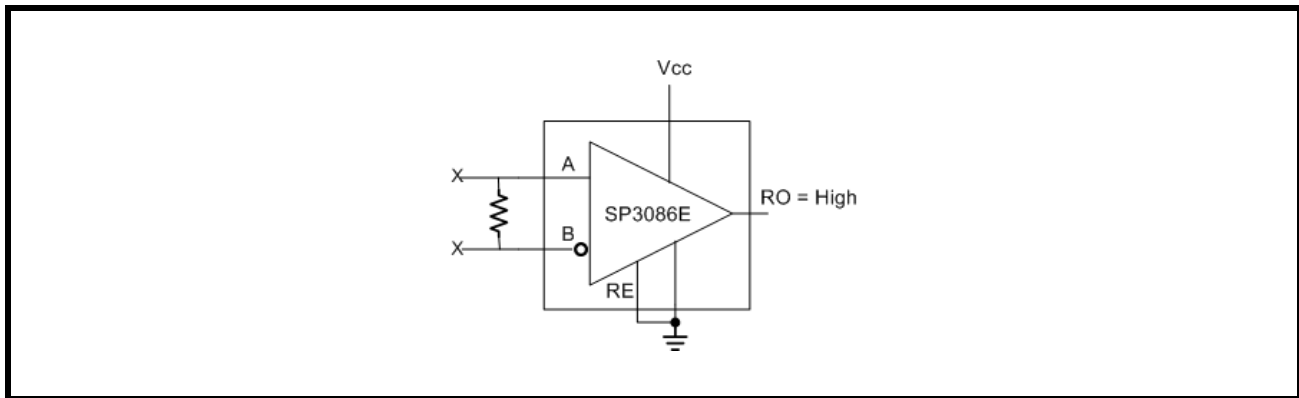 Vcc
X
A
SP3086E
RO = High
X
B
RE